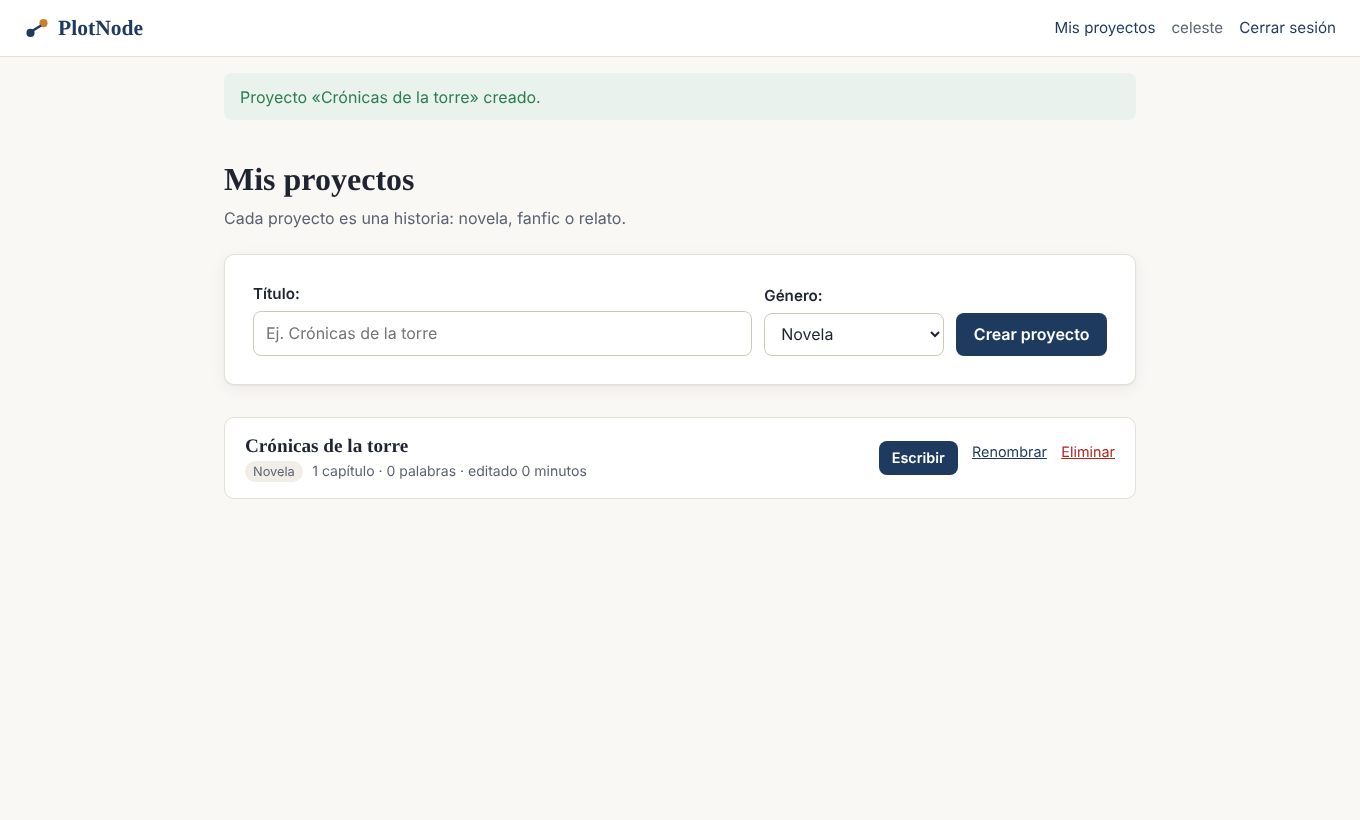 PlotNode
Mis proyectos celeste Cerrar sesión
Proyecto «Crónicas de la torre» creado.
Mis proyectos
Cada proyecto es una historia: novela, fanfic o relato.
Título:
Ej. Crónicas de la torre
Género:
Novela
Crear proyecto
Crónicas de la torre
Novela 1 capítulo · 0 palabras · editado 0 minutos
Escribir Renombrar Eliminar